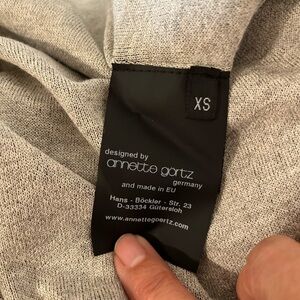 XS
designed by
annette görtz
germany
and made in EU
Hans - Böckler - Str. 23
D-33334 Gütersloh
www.annettegoertz.com